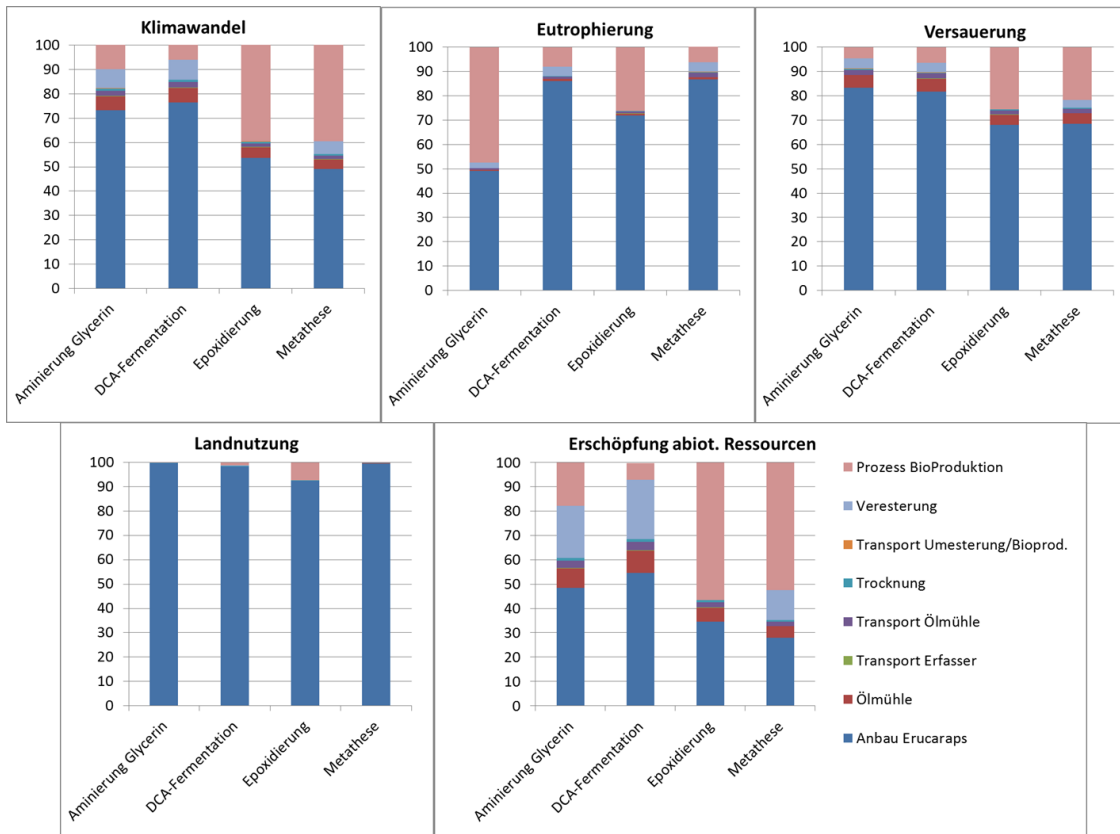 Klimawandel
100
90
80
70
60
50
40
30
20
10
0
Aminierung Glycerin
DCA-Fermentation
Epoxidierung
Metathese
Eutrophierung
100
90
80
70
60
50
40
30
20
10
0
Aminierung Glycerin
DCA-Fermentation
Epoxidierung
Metathese
Versauerung
100
90
80
70
60
50
40
30
20
10
0
Aminierung Glycerin
DCA-Fermentation
Epoxidierung
Metathese
Landnutzung
100
90
80
70
60
50
40
30
20
10
0
Aminierung Glycerin
DCA-Fermentation
Epoxidierung
Metathese
Erschöpfung abiot. Ressourcen
100
90
80
70
60
50
40
30
20
10
0
Aminierung Glycerin
DCA-Fermentation
Epoxidierung
Metathese
Prozess BioProduktion
Veresterung
Transport Umesterung/Bioprod.
Trocknung
Transport Ölmühle
Transport Erfasser
Ölmühle
Anbau Erucaraps